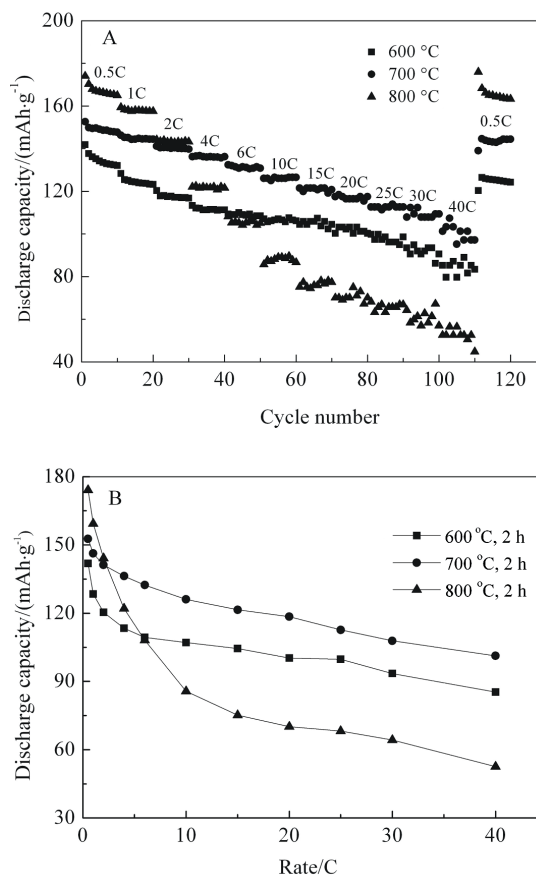 A
600 °C
700 °C
800 °C
0.5C
1C
2C
4C
6C
10C
15C
20C
25C
30C
40C
0.5C
200
160
120
80
40
0 20 40 60 80 100 120
Discharge capacity/(mAh·g⁻¹)
Cycle number
B
600 °C, 2 h
700 °C, 2 h
800 °C, 2 h
180
150
120
90
60
30
0 10 20 30 40
Discharge capacity/(mAh·g⁻¹)
Rate/C